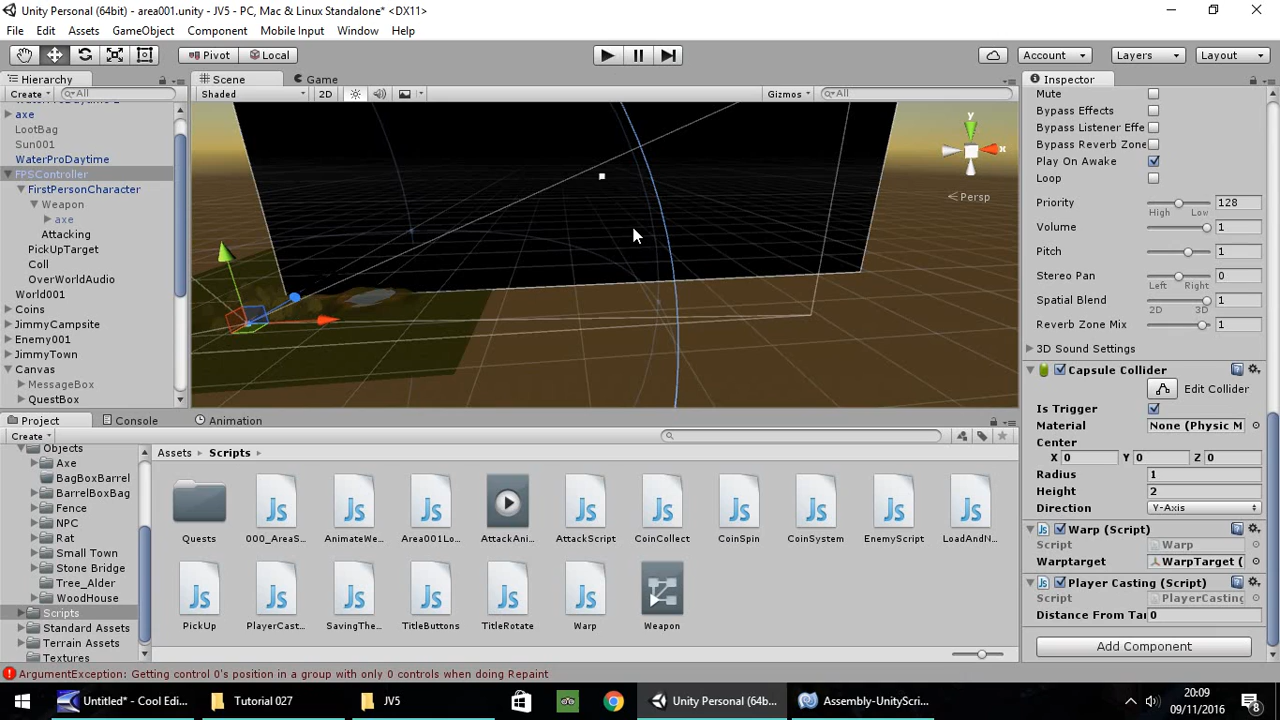 Unity Personal (64bit) - area001.unity - JV5 - PC, Mac & Linux Standalone* <DX11>
File Edit Assets GameObject Component Mobile Input Window Help
Pivot Local Account Layers Layout
Hierarchy
Create All
axe
LootBag
Sun001
WaterProDaytime
FPSController
FirstPersonCharacter
Weapon
axe
Attacking
PickUpTarget
Coll
OverWorldAudio
World001
Coins
JimmyCampsite
Enemy001
JimmyTown
Canvas
MessageBox
QuestBox
Scene Game
Shaded 2D Gizmos All
y
x
Persp
Inspector
Mute
Bypass Effects
Bypass Listener Effe
Bypass Reverb Zone
Play On Awake
Loop
Priority 128
High Low
Volume 1
Pitch 1
Stereo Pan 0
Left Right
Spatial Blend 1
2D 3D
Reverb Zone Mix 1
3D Sound Settings
Capsule Collider
Edit Collider
Is Trigger
Material None (Physic M
Center
X 0 Y 0 Z 0
Radius 1
Height 2
Direction Y-Axis
Warp (Script)
Script Warp
Warptarget WarpTarget (
Player Casting (Script)
Script PlayerCasting
Distance From Tar 0
Add Component
Project Console Animation
Create
Objects
Axe
BagBoxBarrel
BarrelBoxBag
Fence
NPC
Rat
Small Town
Stone Bridge
Tree_Alder
WoodHouse
Scripts
Standard Assets
Terrain Assets
Textures
Assets Scripts
Quests 000_AreaS... AnimateWe... Area001Lo... AttackAni... AttackScript CoinCollect CoinSpin CoinSystem EnemyScript LoadAndN...
PickUp PlayerCast... SavingThe... TitleButtons TitleRotate Warp Weapon
ArgumentException: Getting control 0's position in a group with only 0 controls when doing Repaint
Untitled* - Cool Edi... Tutorial 027 JV5 Unity Personal (64b... Assembly-UnityScri...
20:09
09/11/2016
8